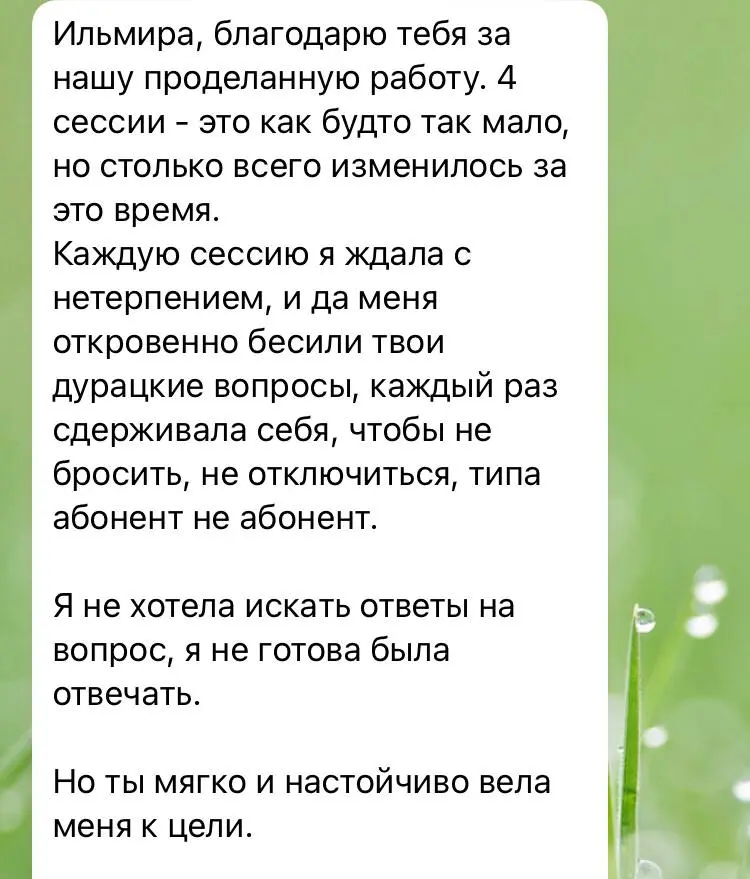 Ильмира, благодарю тебя за
нашу проделанную работу. 4
сессии - это как будто так мало,
но столько всего изменилось за
это время.
Каждую сессию я ждала с
нетерпением, и да меня
откровенно бесили твои
дурацкие вопросы, каждый раз
сдерживала себя, чтобы не
бросить, не отключиться, типа
абонент не абонент.
Я не хотела искать ответы на
вопрос, я не готова была
отвечать.
Но ты мягко и настойчиво вела
меня к цели.